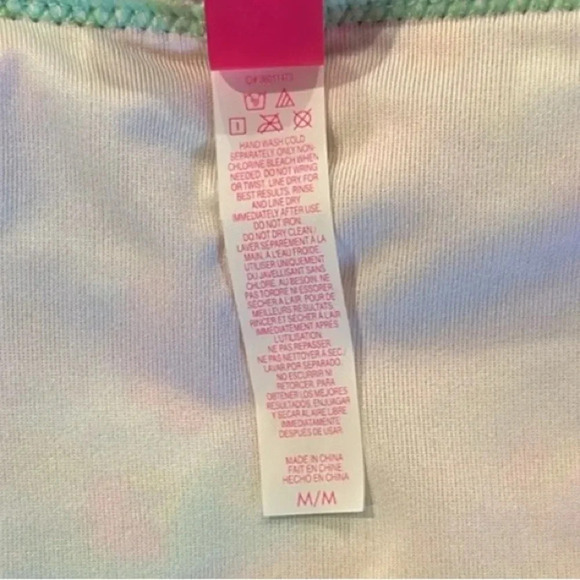 HAND WASH COLD
SEPARATELY. ONLY NON-
CHLORINE BLEACH WHEN
NEEDED. DO NOT WRING
OR TWIST. LINE DRY. FOR
BEST RESULTS, RINSE
AND LINE DRY
IMMEDIATELY AFTER USE.
DO NOT IRON.
DO NOT DRY CLEAN./
LAVER SÉPARÉMENT À LA
MAIN, À L'EAU FROIDE.
UTILISER UNIQUEMENT
DU JAVELLISANT SANS
CHLORE, AU BESOIN. NE
PAS TORDRE NI ESSORER.
SÉCHER À L'AIR. POUR DE
MEILLEURS RÉSULTATS,
RINCER ET SÉCHER À L'AIR
IMMÉDIATEMENT APRÈS
L'UTILISATION.
NE PAS REPASSER.
NE PAS NETTOYER À SEC./
LAVAR POR SEPARADO.
NO ESCURRIR NI
RETORCER. PARA
OBTENER LOS MEJORES
RESULTADOS, ENJUAGAR
Y SECAR AL AIRE LIBRE
IMMEDIATAMENTE
DESPUÉS DE USAR.
MADE IN CHINA
FAIT EN CHINE
HECHO EN CHINA
M/M